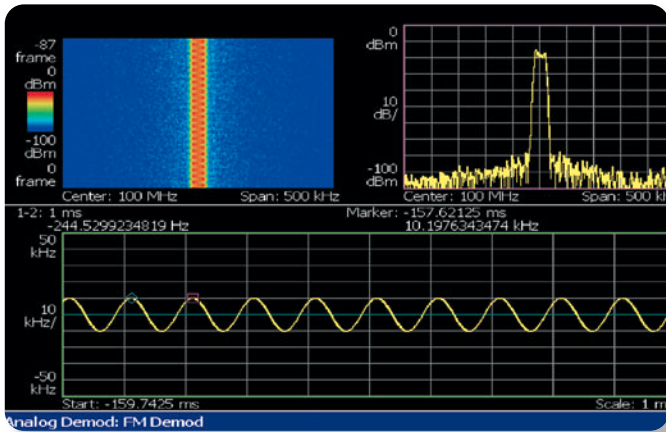 -87
frame
0
dBm
-100
dBm
0
frame
Center: 100 MHz Span: 500 kHz
0
dBm
10
dB/
-100
dBm
Center: 100 MHz Span: 500 k
1-2: 1 ms
-244.5299234819 Hz
Marker: -157.62125 ms
10.1976343474 kHz
50
kHz
10
kHz/
-50
kHz
Start: -159.7425 ms
Scale: 1 m
Analog Demod: FM Demod